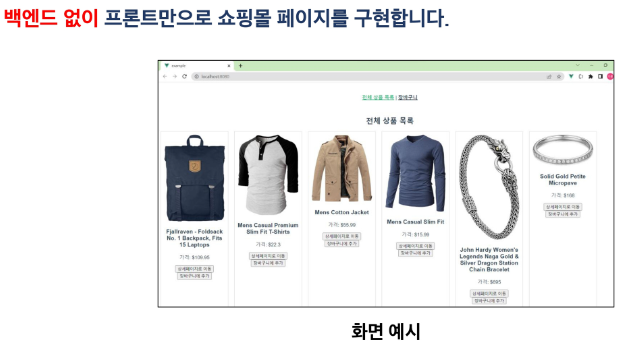 백엔드 없이 프론트만으로 쇼핑몰 페이지를 구현합니다.
example
localhost:8080
전체 상품 목록 | 장바구니
전체 상품 목록
Fjallraven - Foldsack
No. 1 Backpack, Fits
15 Laptops
가격: $109.95
상세페이지로 이동
장바구니에 추가
Mens Casual Premium
Slim Fit T-Shirts
가격: $22.3
상세페이지로 이동
장바구니에 추가
Mens Cotton Jacket
가격: $55.99
상세페이지로 이동
장바구니에 추가
Mens Casual Slim Fit
가격: $15.99
상세페이지로 이동
장바구니에 추가
John Hardy Women's
Legends Naga Gold &
Silver Dragon Station
Chain Bracelet
가격: $695
상세페이지로 이동
장바구니에 추가
Solid Gold Petite
Micropave
가격: $168
상세페이지로 이동
장바구니에 추가
화면 예시